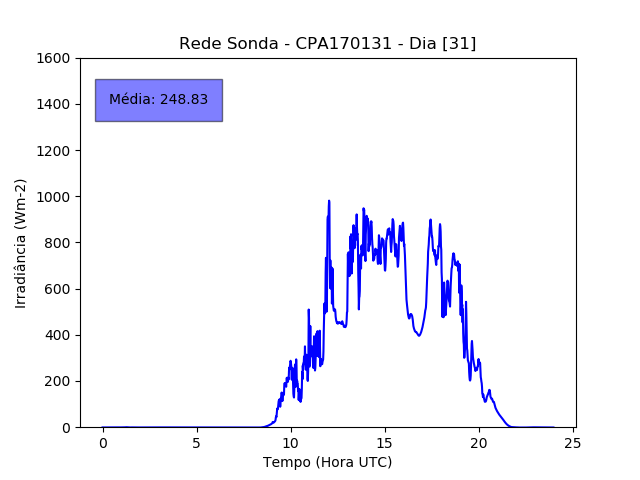 Rede Sonda - CPA170131 - Dia [31]
1600
1400
1200
1000
800
600
400
200
0
Média: 248.83
Irradiância (Wm-2)
0 5 10 15 20 25
Tempo (Hora UTC)